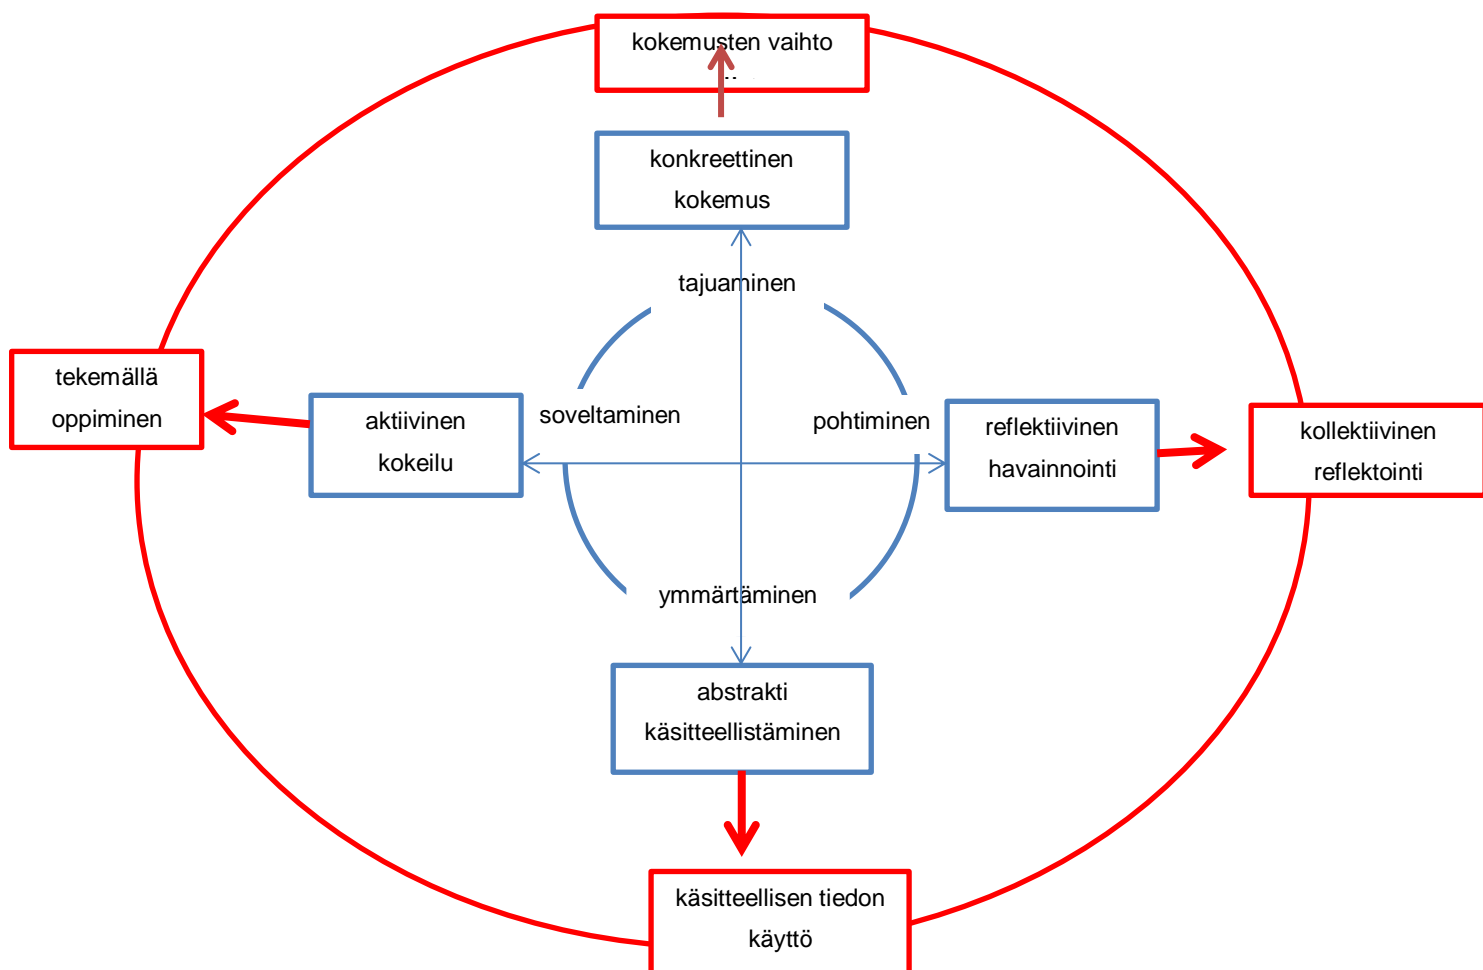 kokemusten vaihto
konkreettinen
kokemus
tajuaminen
tekemällä
oppiminen
aktiivinen
kokeilu
soveltaminen
pohtiminen
reflektiivinen
havainnointi
kollektiivinen
reflektointi
ymmärtäminen
abstrakti
käsitteellistäminen
käsitteellisen tiedon
käyttö